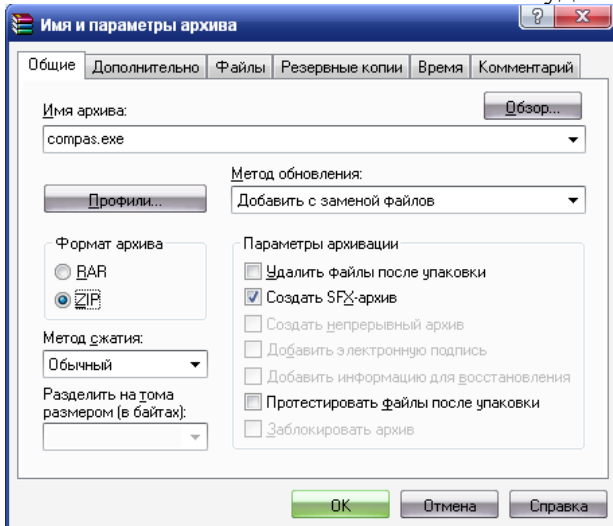 Имя и параметры архива
Общие Дополнительно Файлы Резервные копии Время Комментарий
Имя архива:
Обзор...
compas.exe
Метод обновления:
Профили...
Добавить с заменой файлов
Формат архива
Параметры архивации
RAR
Удалить файлы после упаковки
ZIP
Создать SFX-архив
Создать непрерывный архив
Метод сжатия:
Добавить электронную подпись
Обычный
Добавить информацию для восстановления
Разделить на тома
размером (в байтах):
Протестировать файлы после упаковки
Заблокировать архив
OK Отмена Справка